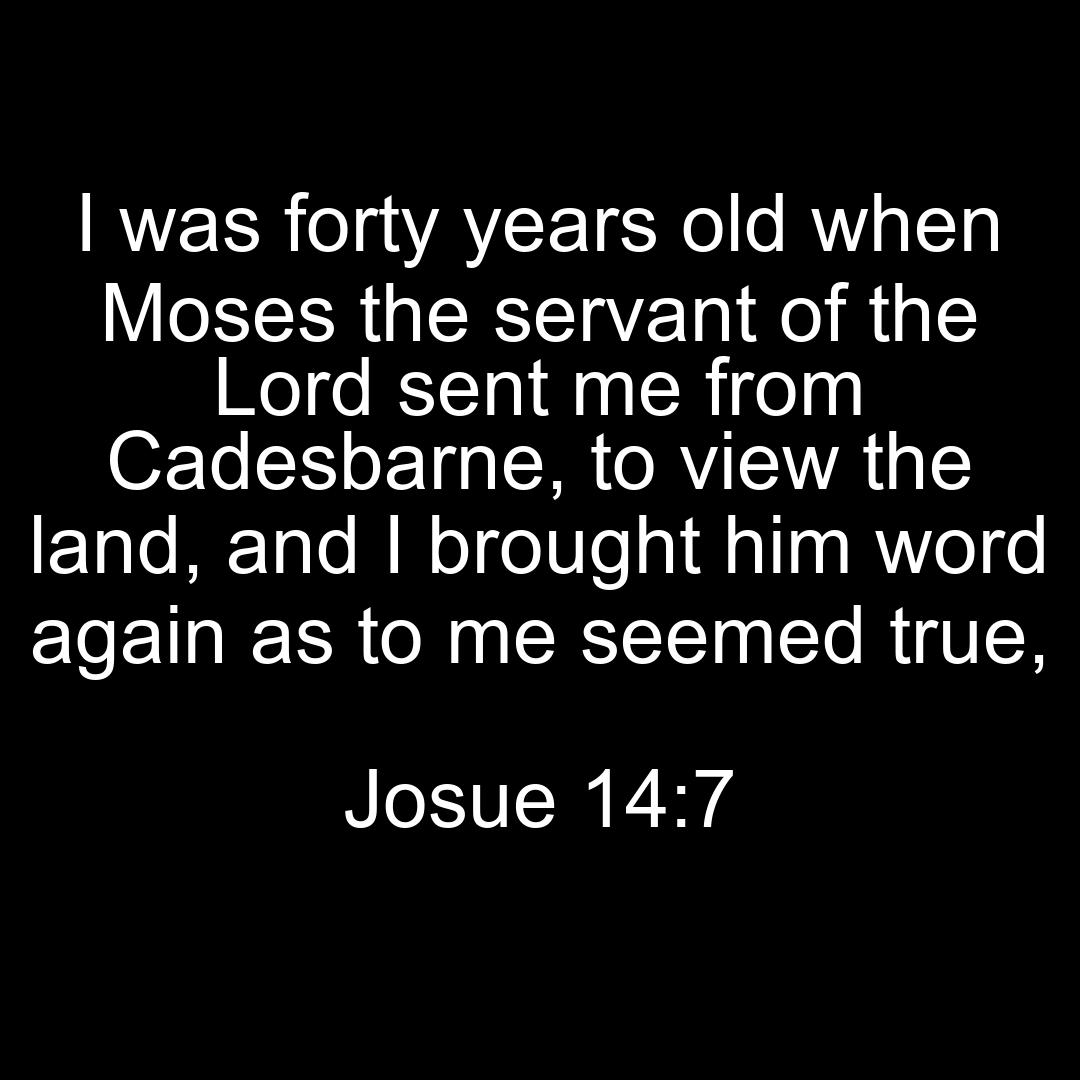 I was forty years old when
Moses the servant of the
Lord sent me from
Cadesbarne, to view the
land, and I brought him word
again as to me seemed true,
Josue 14:7